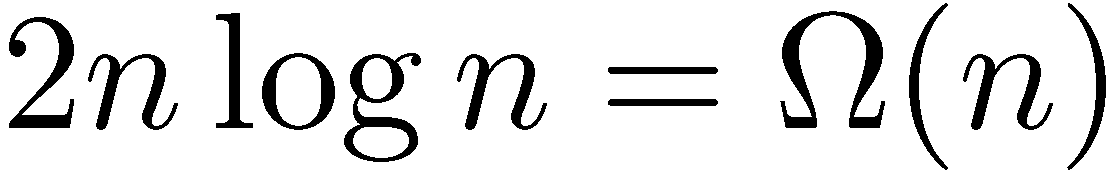 2n log n = Ω(n)